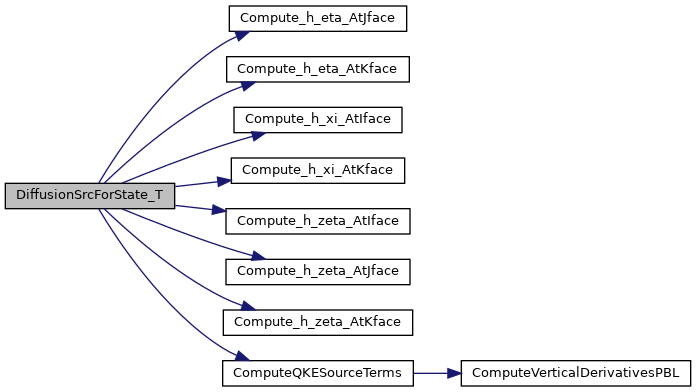 Compute_h_eta_AtJface
Compute_h_eta_AtKface
Compute_h_xi_AtIface
Compute_h_xi_AtKface
DiffusionSrcForState_T
Compute_h_zeta_AtIface
Compute_h_zeta_AtJface
Compute_h_zeta_AtKface
ComputeQKESourceTerms
ComputeVerticalDerivativesPBL